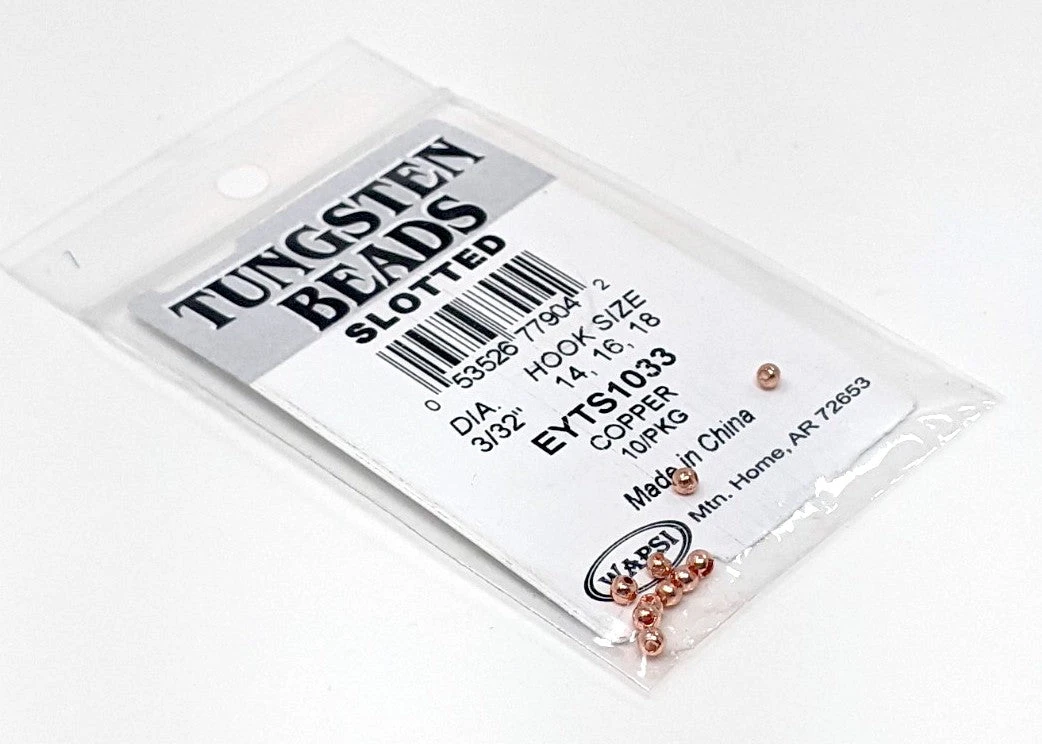 TUNGSTEN
BEADS
SLOTTED
0 53526 77904 2
DIA. HOOK SIZE
3/32" 14, 16, 18
EYTS1033
COPPER
10/PKG
Made in China
WAPSI Mtn. Home, AR 72653